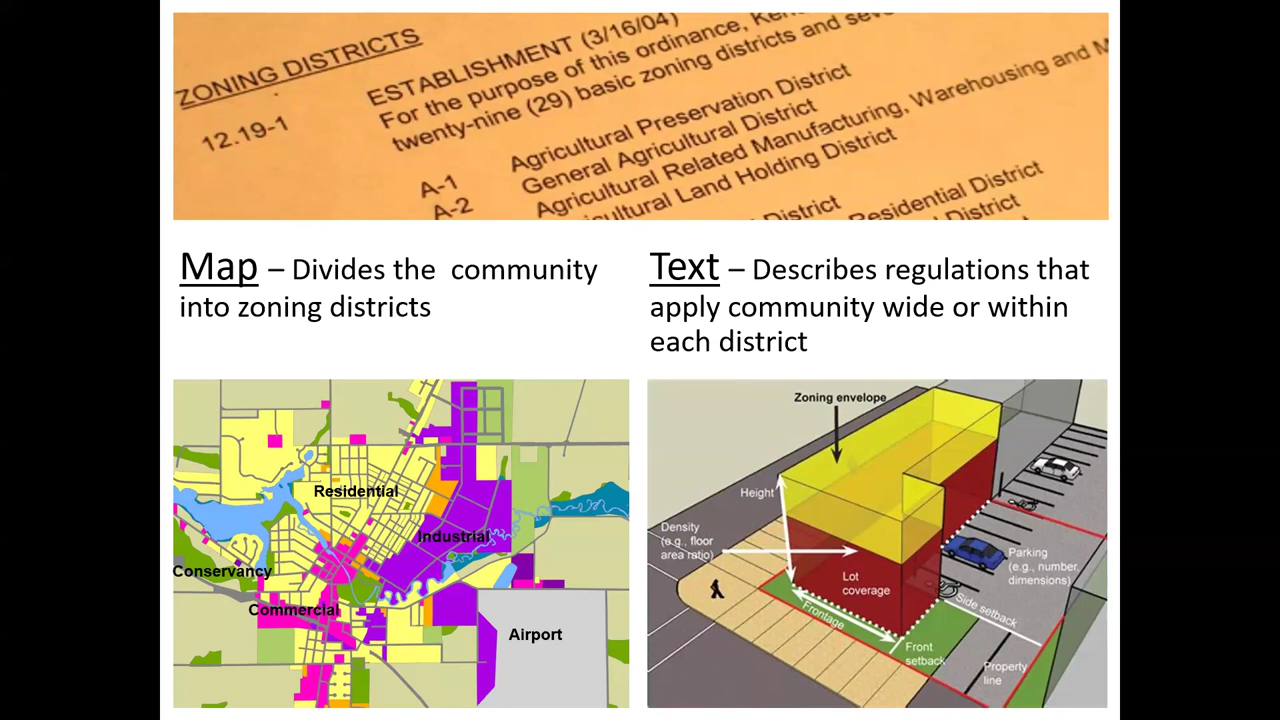 ZONING DISTRICTS
12.19-1
ESTABLISHMENT (3/16/04)
For the purpose of this ordinance,
twenty-nine (29) basic zoning districts and
A-1
Agricultural Preservation District
A-2
General Agricultural District
Agricultural Related Manufacturing, Warehousing and
Land Holding District
District
Residential District
District
Map – Divides the community
into zoning districts
Text – Describes regulations that
apply community wide or within
each district
Residential
Industrial
Conservancy
Commercial
Airport
Zoning envelope
Height
Density
(e.g., floor
area ratio)
Lot
coverage
Parking
(e.g., number,
dimensions)
Side setback
Frontage
Front
setback
Property
line